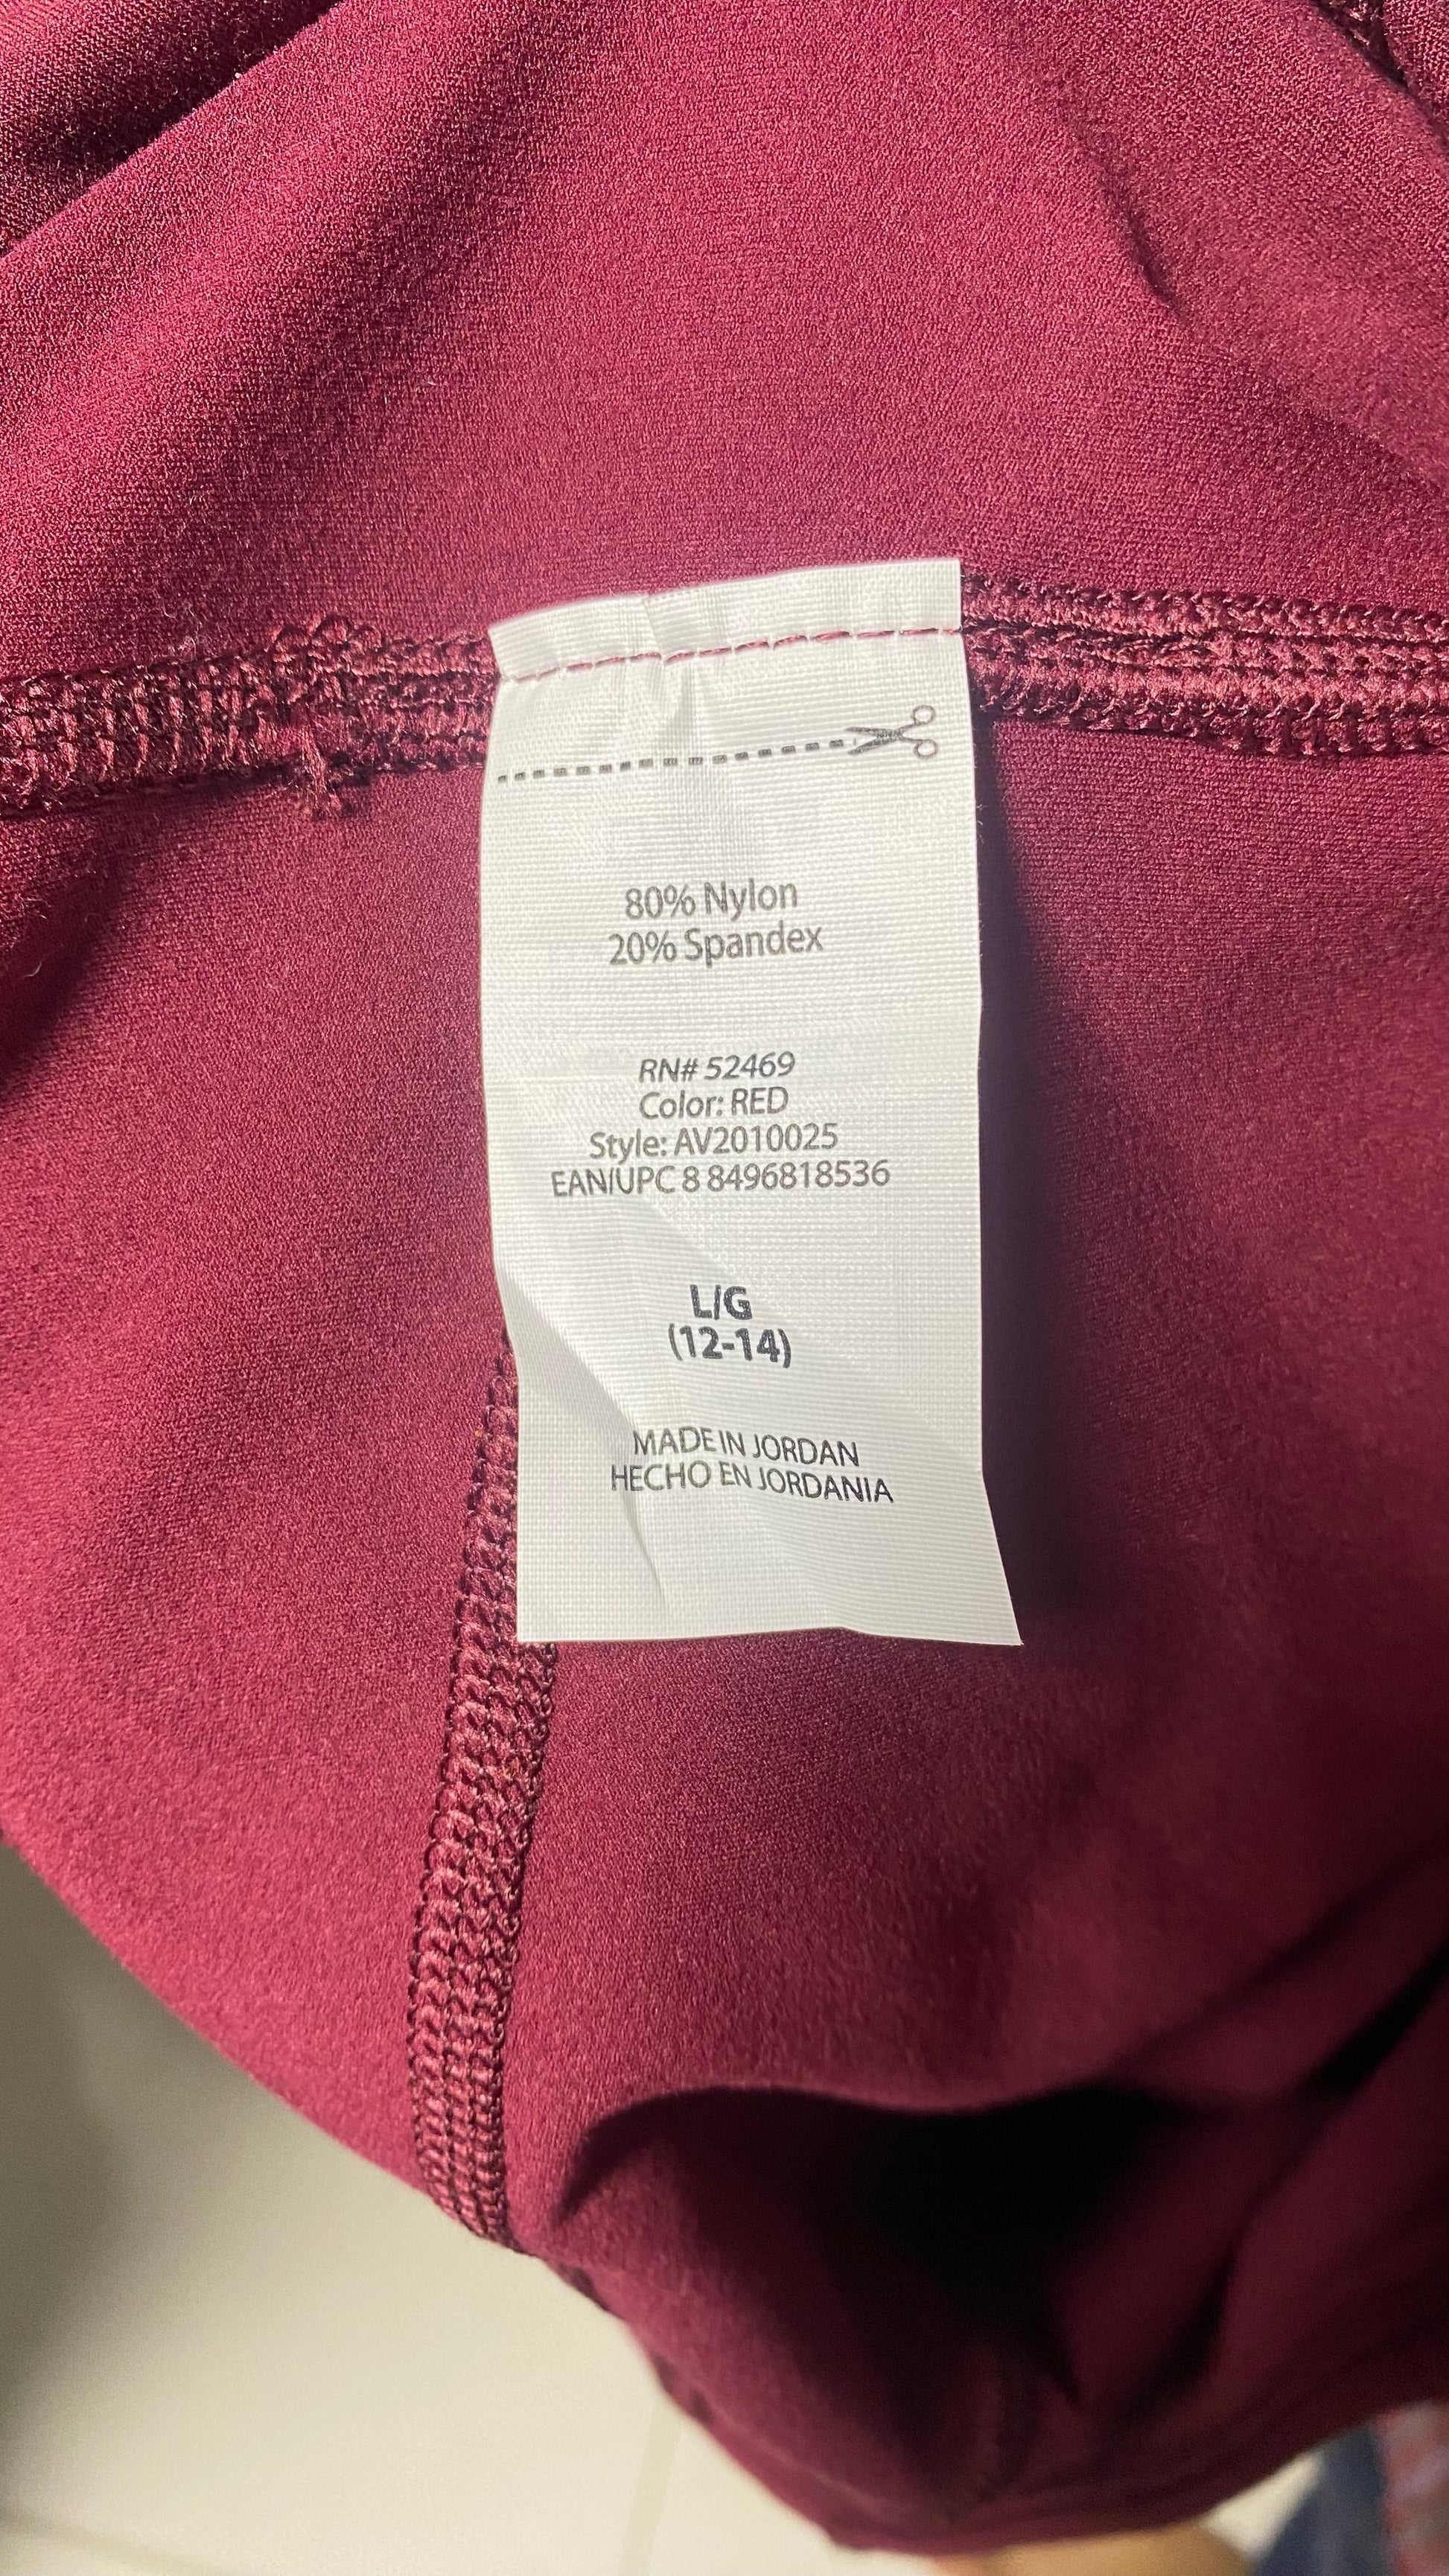 80% Nylon
20% Spandex
RN# 52469
Color: RED
Style: AV2010025
EAN/UPC 8 8496818536
L/G
(12-14)
MADE IN JORDAN
HECHO EN JORDANIA